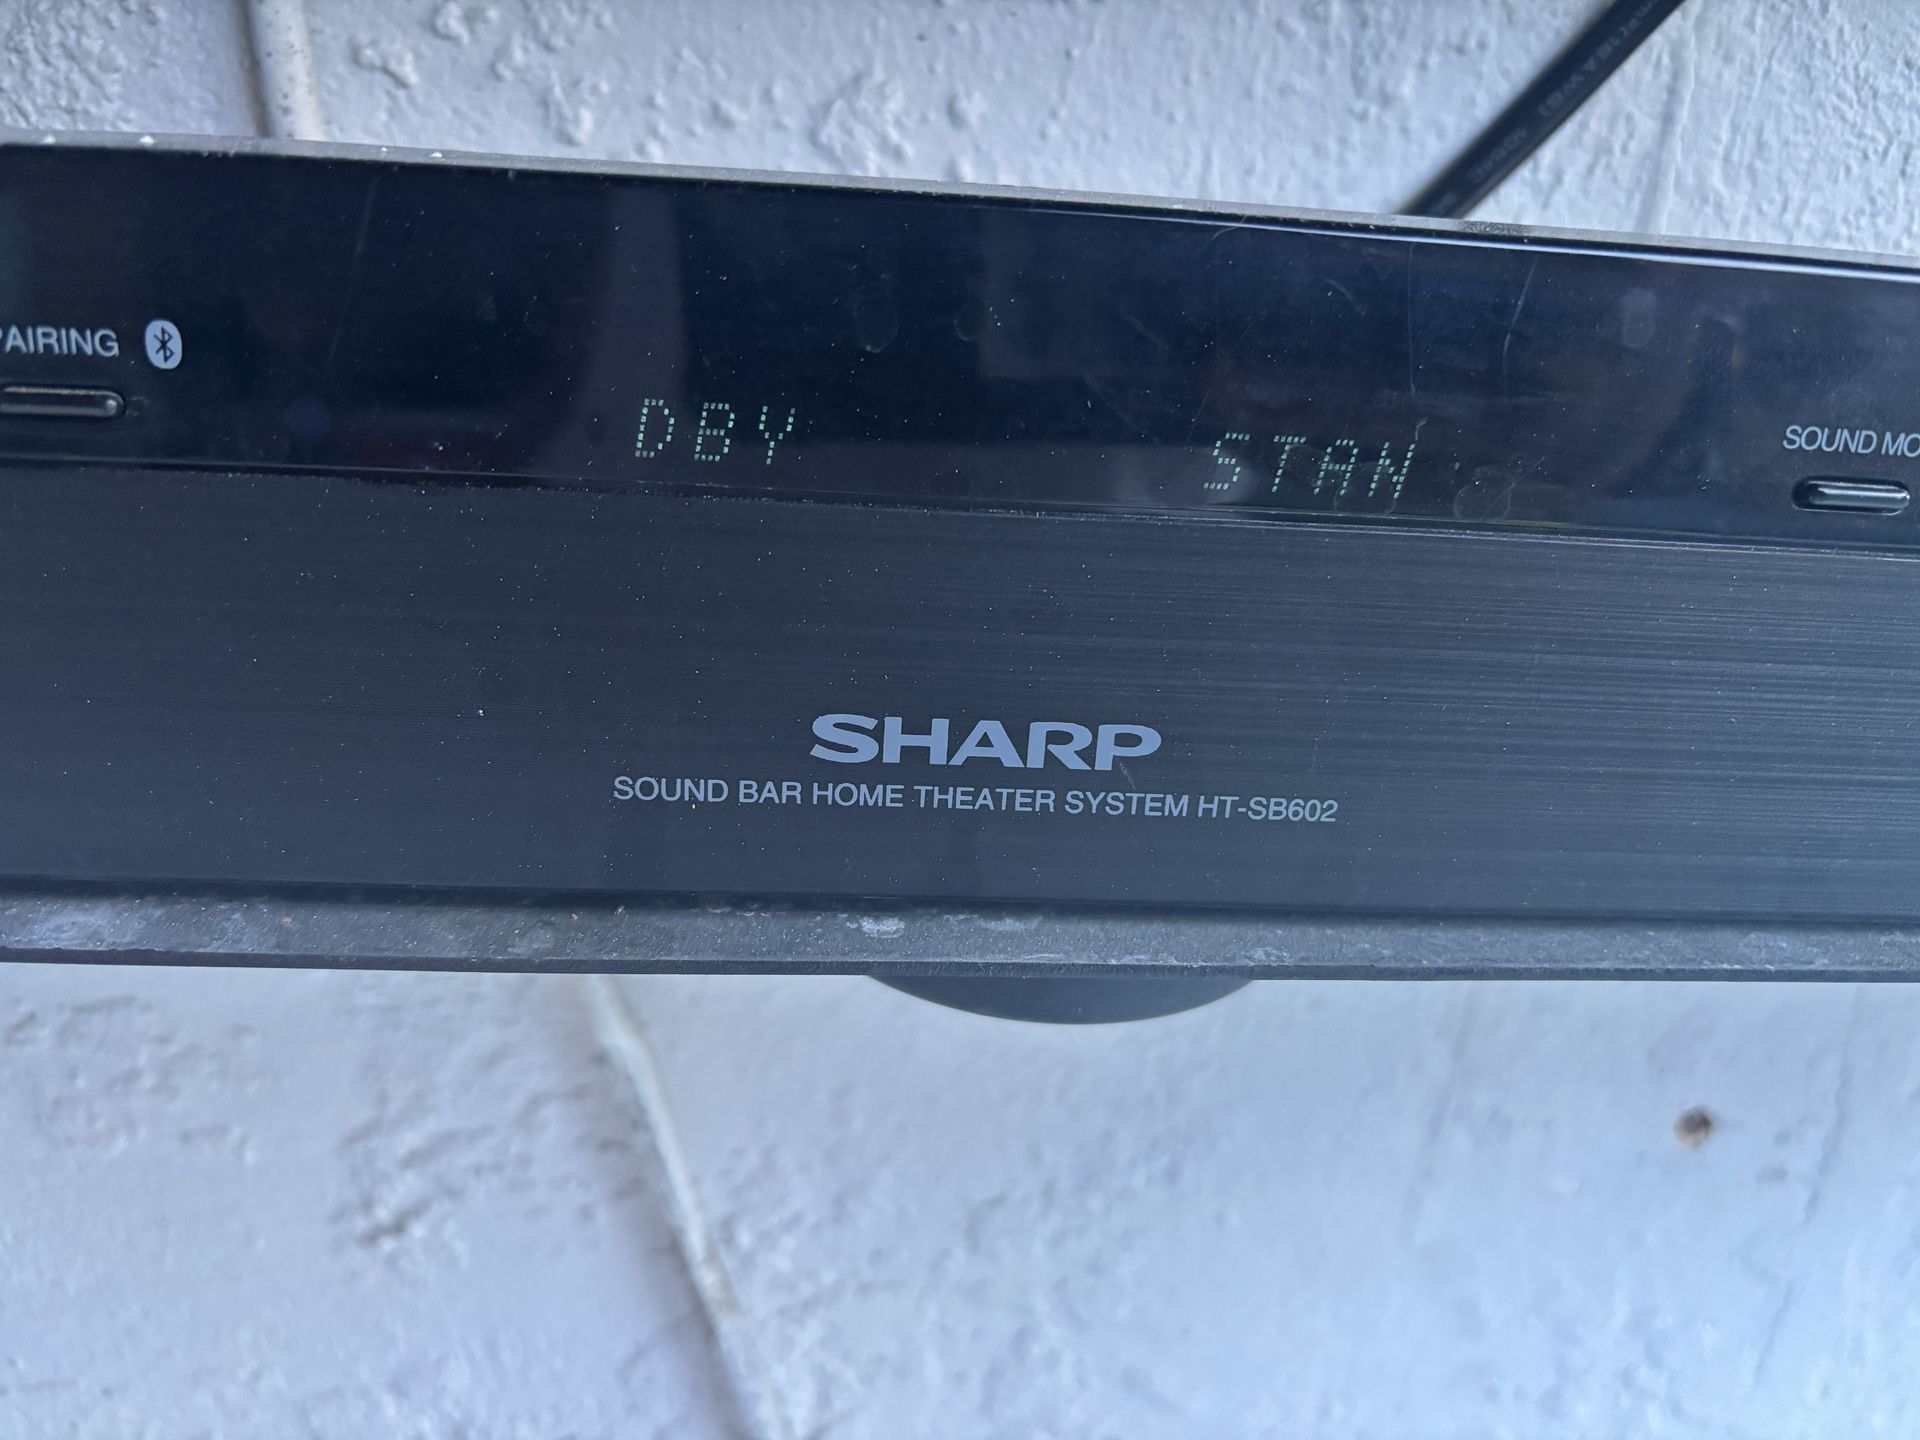 PAIRING
DBY STAN
SOUND MO
SHARP
SOUND BAR HOME THEATER SYSTEM HT-SB602